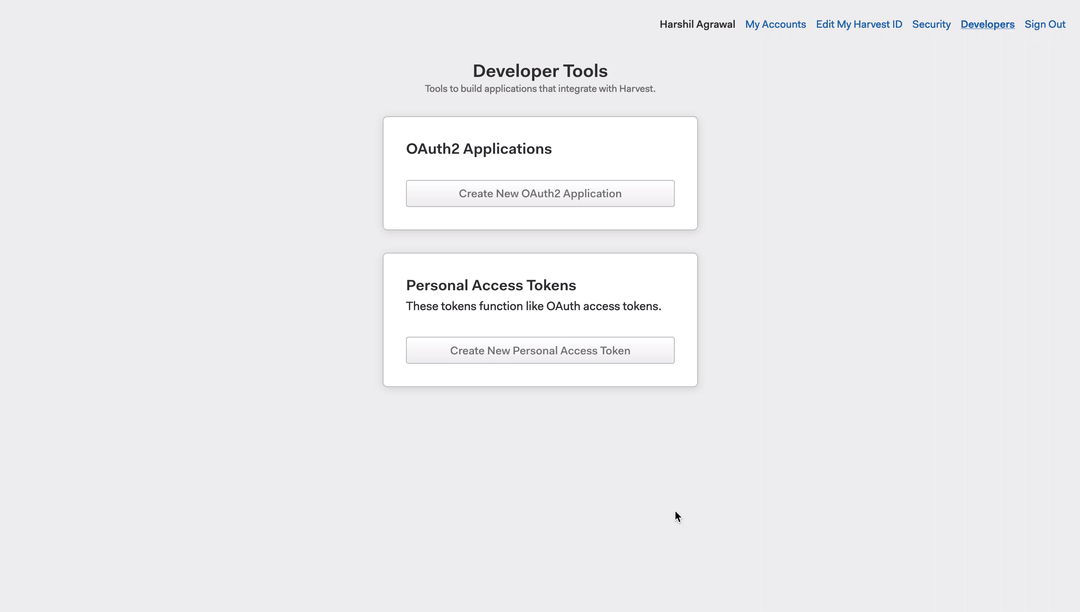 Harshil Agrawal My Accounts Edit My Harvest ID Security Developers Sign Out
Developer Tools
Tools to build applications that integrate with Harvest.
OAuth2 Applications
Create New OAuth2 Application
Personal Access Tokens
These tokens function like OAuth access tokens.
Create New Personal Access Token